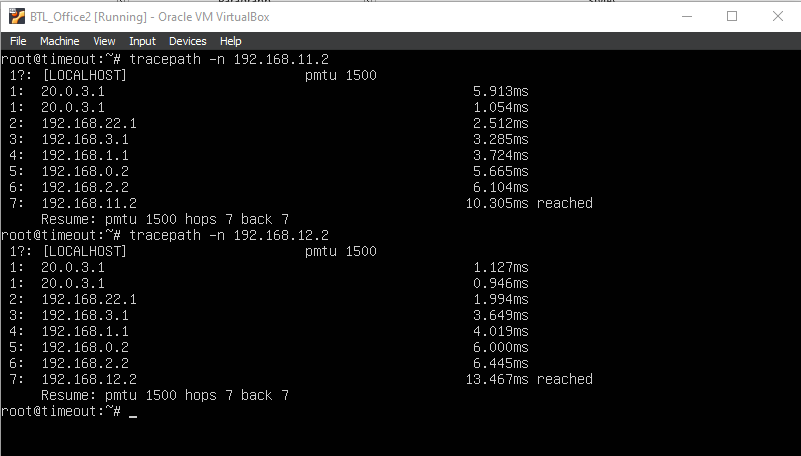 BTL_Office2 [Running] - Oracle VM VirtualBox
File Machine View Input Devices Help
root@timeout:~# tracepath -n 192.168.11.2
1?: [LOCALHOST] pmtu 1500
1: 20.0.3.1 5.913ms
1: 20.0.3.1 1.054ms
2: 192.168.22.1 2.512ms
3: 192.168.3.1 3.285ms
4: 192.168.1.1 3.724ms
5: 192.168.0.2 5.665ms
6: 192.168.2.2 6.104ms
7: 192.168.11.2 10.305ms reached
Resume: pmtu 1500 hops 7 back 7
root@timeout:~# tracepath -n 192.168.12.2
1?: [LOCALHOST] pmtu 1500
1: 20.0.3.1 1.127ms
1: 20.0.3.1 0.946ms
2: 192.168.22.1 1.994ms
3: 192.168.3.1 3.649ms
4: 192.168.1.1 4.019ms
5: 192.168.0.2 6.000ms
6: 192.168.2.2 6.445ms
7: 192.168.12.2 13.467ms reached
Resume: pmtu 1500 hops 7 back 7
root@timeout:~# _